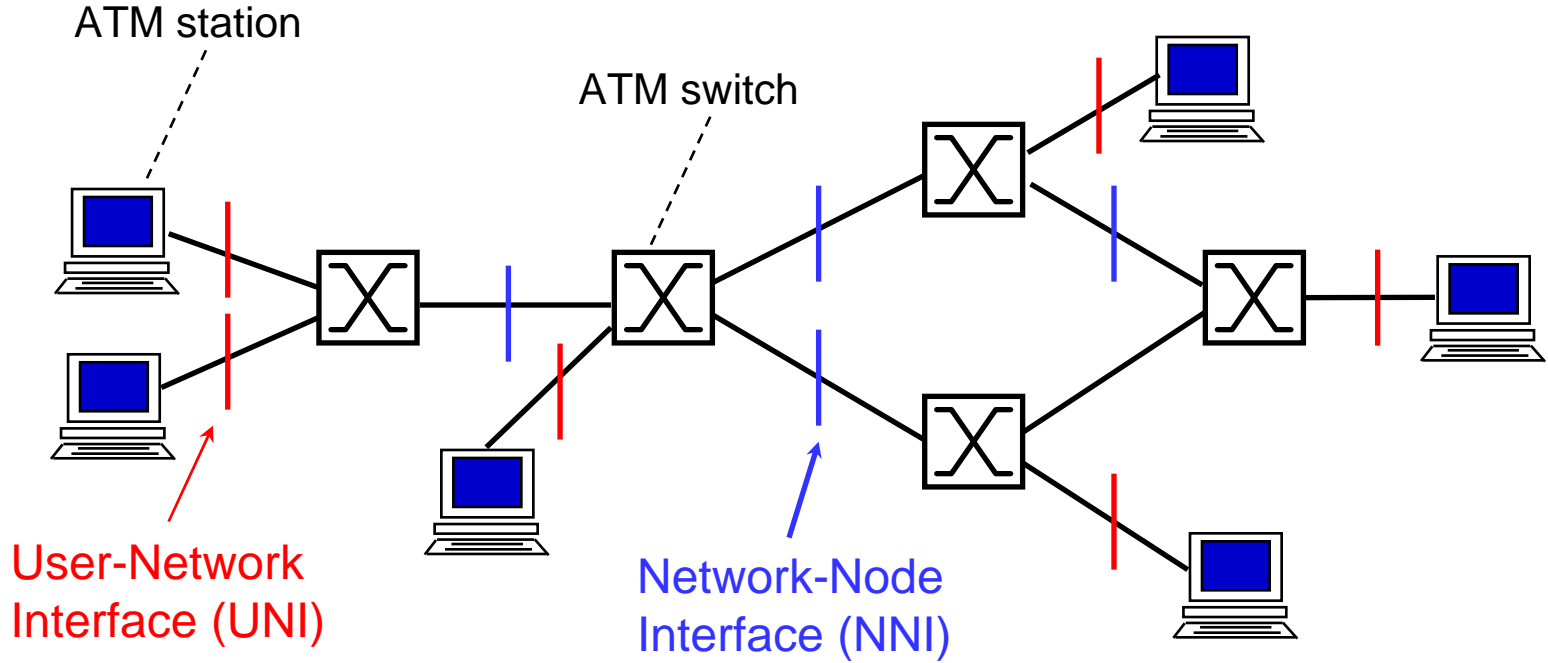 ATM station
ATM switch
User-Network
Interface (UNI)
Network-Node
Interface (NNI)